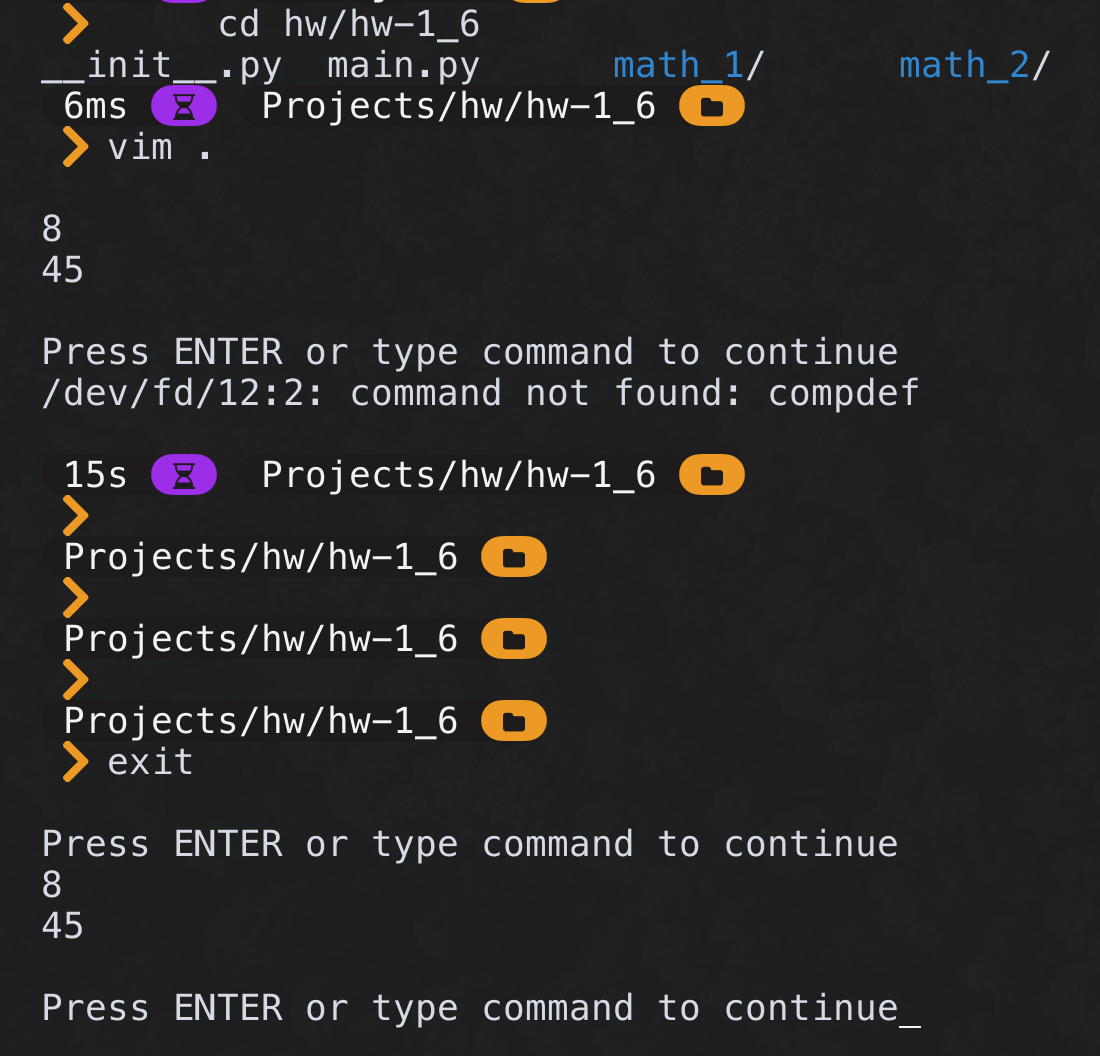 cd hw/hw-1_6
__init__.py main.py math_1/ math_2/
6ms Projects/hw/hw-1_6
vim .
8
45
Press ENTER or type command to continue
/dev/fd/12:2: command not found: compdef
15s Projects/hw/hw-1_6
Projects/hw/hw-1_6
Projects/hw/hw-1_6
Projects/hw/hw-1_6
exit
Press ENTER or type command to continue
8
45
Press ENTER or type command to continue